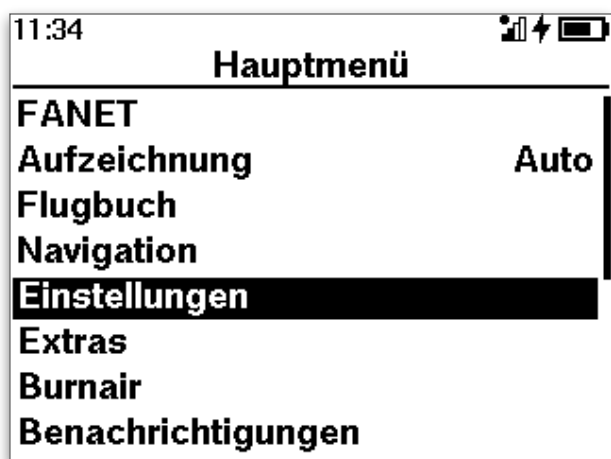 11:34
Hauptmenü
FANET
Aufzeichnung Auto
Flugbuch
Navigation
Einstellungen
Extras
Burnair
Benachrichtigungen